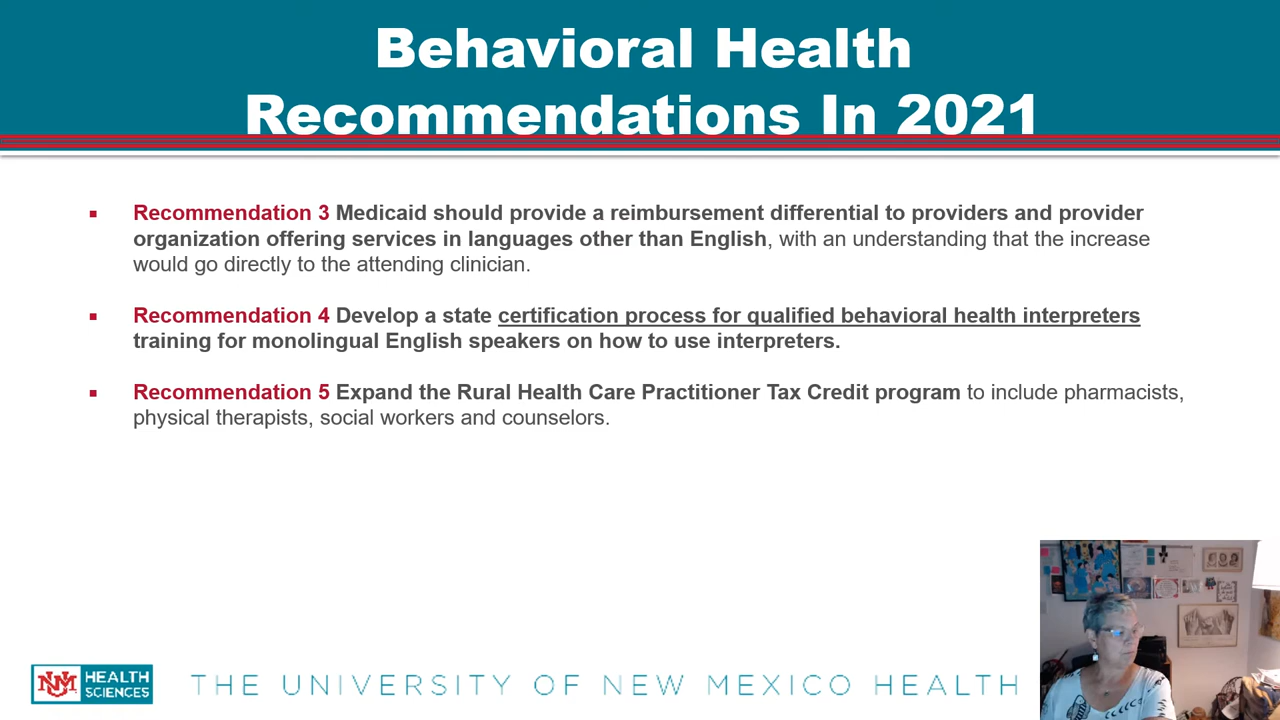 Behavioral Health
Recommendations In 2021
▪ Recommendation 3 Medicaid should provide a reimbursement differential to providers and provider
organization offering services in languages other than English, with an understanding that the increase
would go directly to the attending clinician.
▪ Recommendation 4 Develop a state certification process for qualified behavioral health interpreters
training for monolingual English speakers on how to use interpreters.
▪ Recommendation 5 Expand the Rural Health Care Practitioner Tax Credit program to include pharmacists,
physical therapists, social workers and counselors.
UNM HEALTH
SCIENCES
THE UNIVERSITY OF NEW MEXICO HEALTH